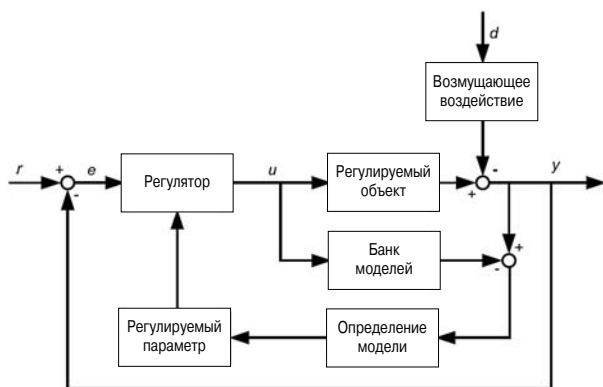 d
Возмущающее
воздействие
r
+
-
e
Регулятор
u
Регулируемый
объект
+
-
y
Банк
моделей
+
-
Регулируемый
параметр
Определение
модели